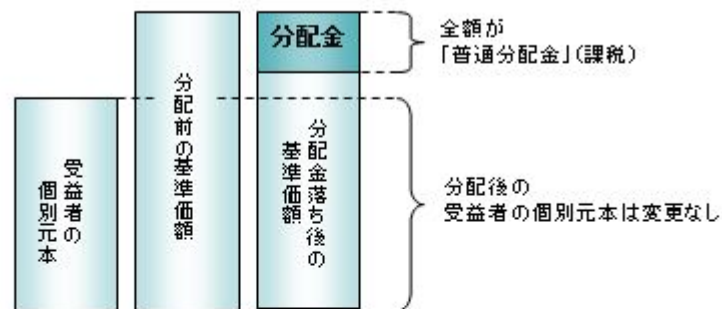 受益者の
個別元本
分配前の基準価額
分配金
分配金落ち後の
基準価額
全額が
「普通分配金」(課税)
分配後の
受益者の個別元本は変更なし